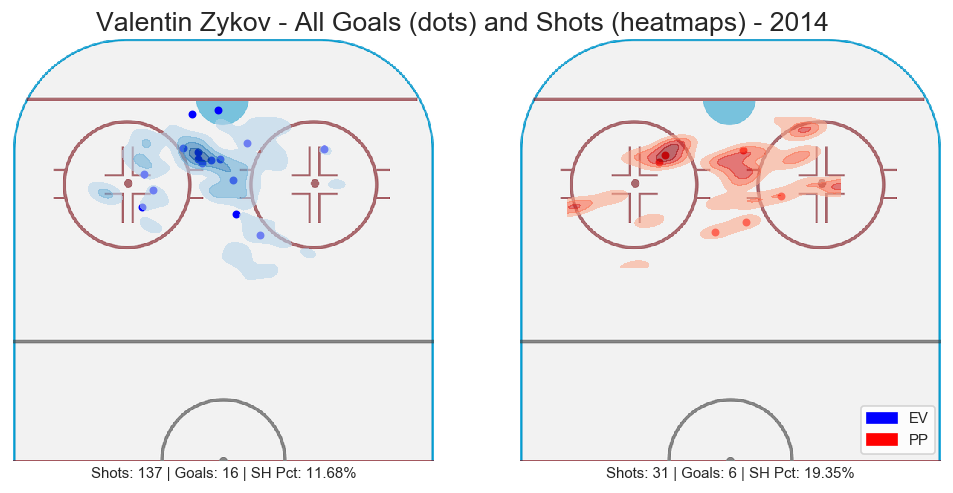 Valentin Zykov - All Goals (dots) and Shots (heatmaps) - 2014
EV
PP
Shots: 137 | Goals: 16 | SH Pct: 11.68%
Shots: 31 | Goals: 6 | SH Pct: 19.35%